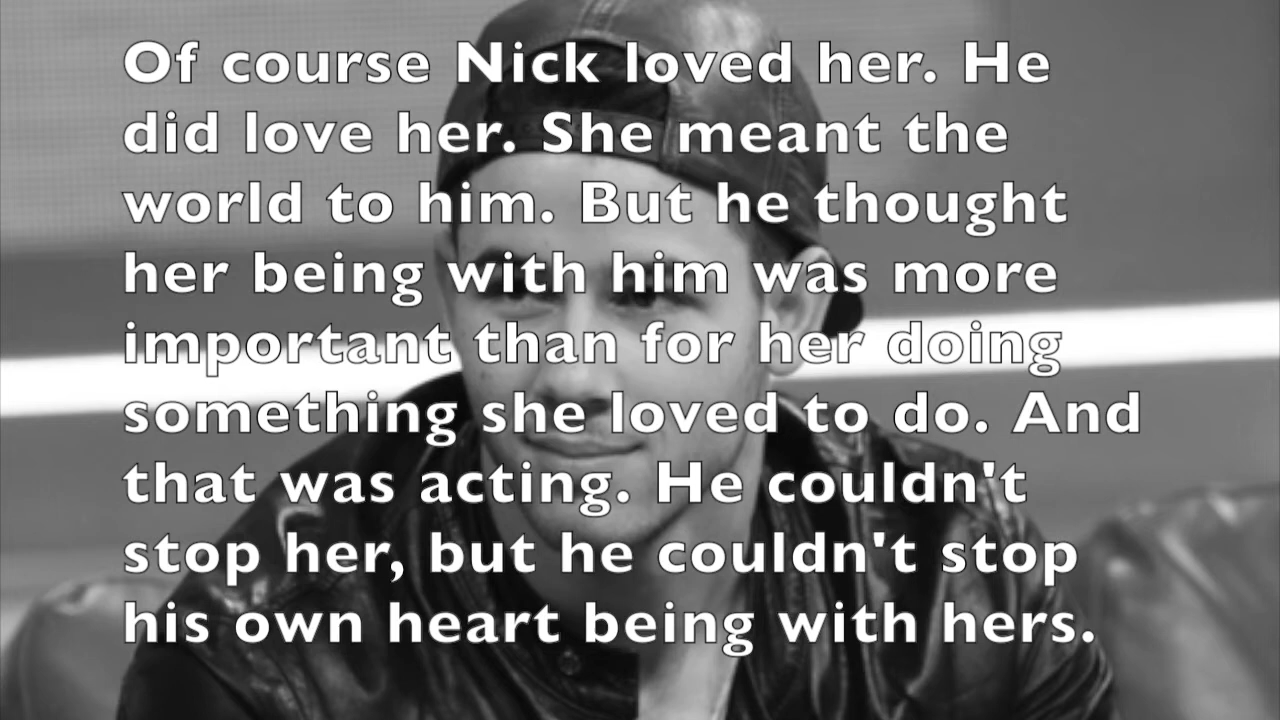 Of course Nick loved her. He
did love her. She meant the
world to him. But he thought
her being with him was more
important than for her doing
something she loved to do. And
that was acting. He couldn't
stop her, but he couldn't stop
his own heart being with hers.